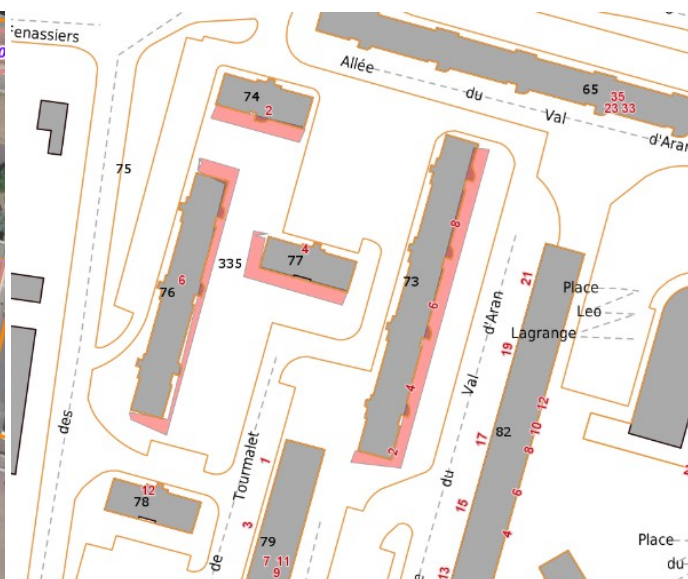 enassiers
Allée
du
Val
d'Aran
65
35
23 33
74
2
75
335
4
77
6
76
73
8
6
4
2
d'Aran
Val
du
21
19
17
15
13
82
12
10
8
6
4
Place
Leo
Lagrange
des
Tourmalet
de
1
3
79
7 11
9
12
78
Place
du